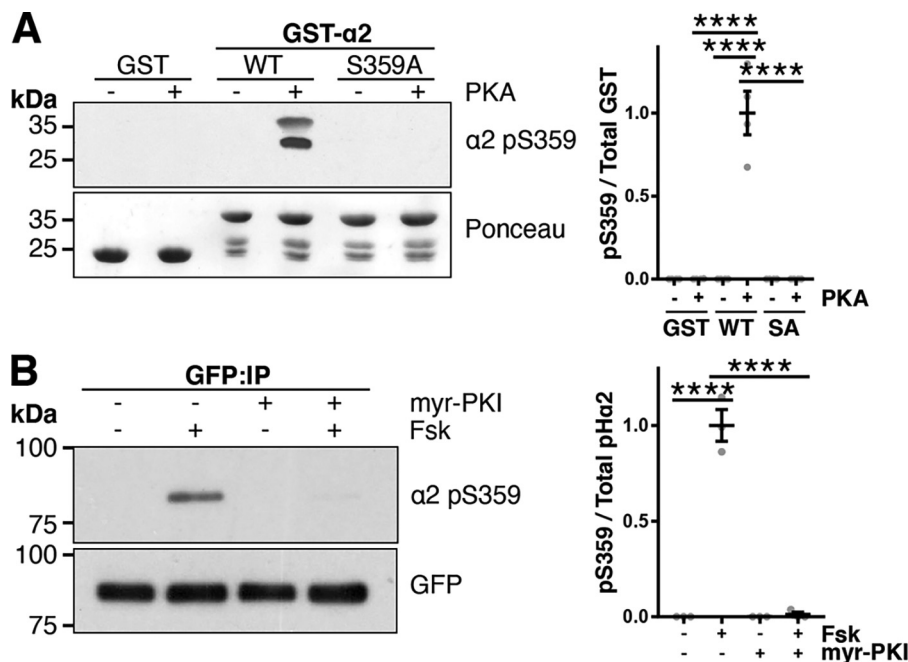 A
GST-α2
GST WT S359A
kDa - + - + - + PKA
35
25
α2 pS359
35
25
Ponceau
****
****
****
pS359 / Total GST
1.0
0.5
0.0
- + - + - + PKA
GST WT SA
B
GFP:IP
kDa
- - + + myr-PKI
- + - + Fsk
100
75
α2 pS359
100
75
GFP
****
****
pS359 / Total pHα2
1.0
0.5
0.0
- + - + Fsk
- - + + myr-PKI